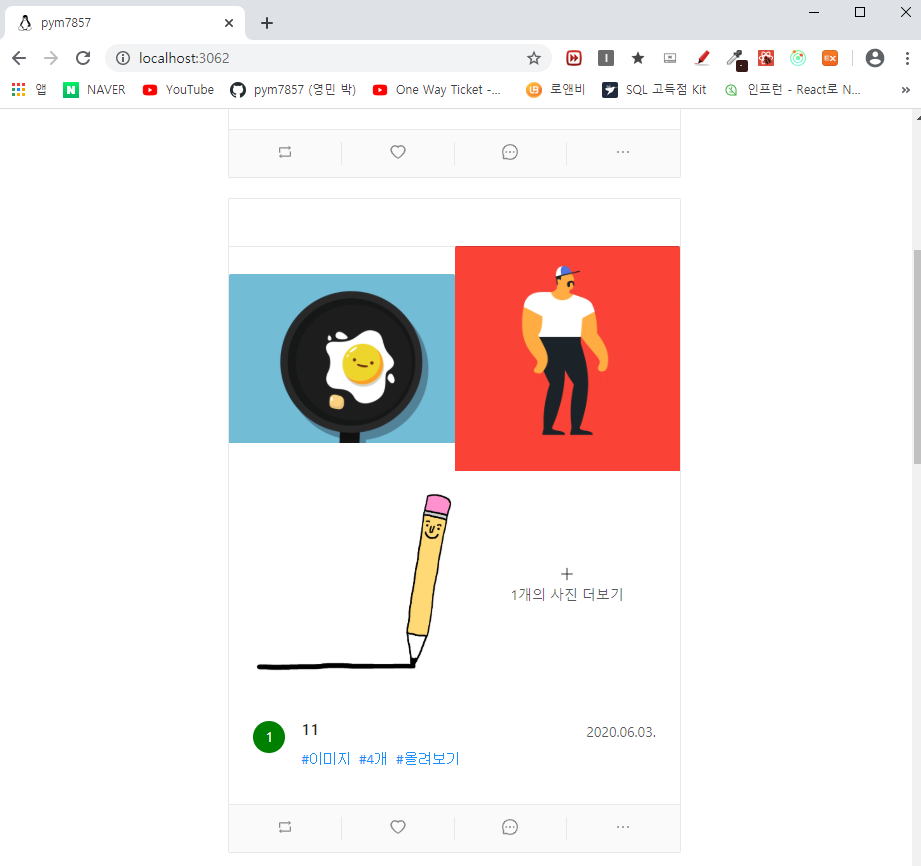 pym7857
localhost:3062
앱 NAVER YouTube pym7857 (영민 박) One Way Ticket -... 로앤비 SQL 고득점 Kit 인프런 - React로 N... »
1개의 사진 더보기
1 11 2020.06.03.
#이미지 #4개 #올려보기